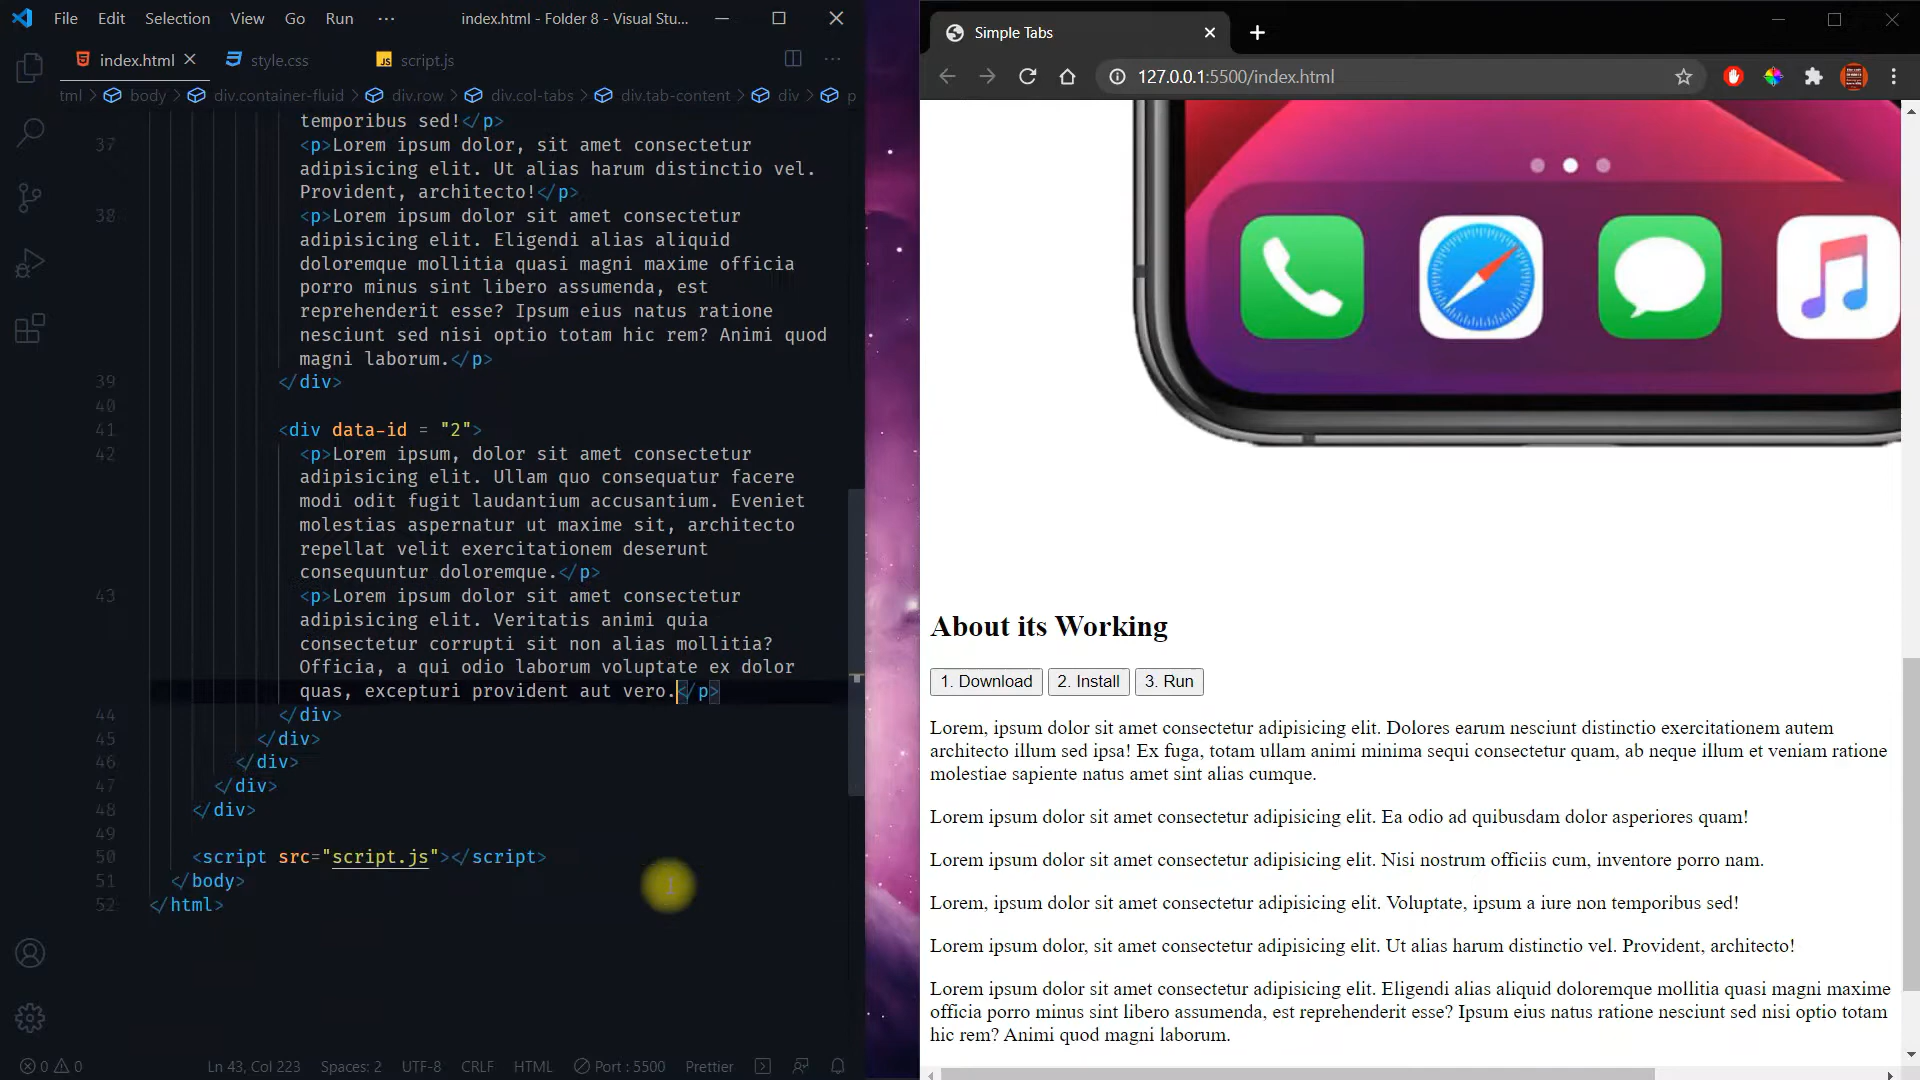 File Edit Selection View Go Run ··· index.html - Folder 8 - Visual Stu...
index.html style.css JS script.js
tml > body > div.container-fluid > div.row > div.col-tabs > div.tab-content > div > p
temporibus sed!</p>
37 <p>Lorem ipsum dolor, sit amet consectetur
adipisicing elit. Ut alias harum distinctio vel.
Provident, architecto!</p>
38 <p>Lorem ipsum dolor sit amet consectetur
adipisicing elit. Eligendi alias aliquid
doloremque mollitia quasi magni maxime officia
porro minus sint libero assumenda, est
reprehenderit esse? Ipsum eius natus ratione
nesciunt sed nisi optio totam hic rem? Animi quod
magni laborum.</p>
39 </div>
40
41 <div data-id = "2">
42 <p>Lorem ipsum, dolor sit amet consectetur
adipisicing elit. Ullam quo consequatur facere
modi odit fugit laudantium accusantium. Eveniet
molestias aspernatur ut maxime sit, architecto
repellat velit exercitationem deserunt
consequuntur doloremque.</p>
43 <p>Lorem ipsum dolor sit amet consectetur
adipisicing elit. Veritatis animi quia
consectetur corrupti sit non alias mollitia?
Officia, a qui odio laborum voluptate ex dolor
quas, excepturi provident aut vero.</p>
44 </div>
45 </div>
46 </div>
47 </div>
48 </div>
49
50 <script src="script.js"></script>
51 </body>
52 </html>
0 0 Ln 43, Col 223 Spaces: 2 UTF-8 CRLF HTML Port : 5500 Prettier
Simple Tabs
127.0.0.1:5500/index.html
About its Working
1. Download 2. Install 3. Run
Lorem, ipsum dolor sit amet consectetur adipisicing elit. Dolores earum nesciunt distinctio exercitationem autem
architecto illum sed ipsa! Ex fuga, totam ullam animi minima sequi consectetur quam, ab neque illum et veniam ratione
molestiae sapiente natus amet sint alias cumque.
Lorem ipsum dolor sit amet consectetur adipisicing elit. Ea odio ad quibusdam dolor asperiores quam!
Lorem ipsum dolor sit amet consectetur adipisicing elit. Nisi nostrum officiis cum, inventore porro nam.
Lorem, ipsum dolor sit amet consectetur adipisicing elit. Voluptate, ipsum a iure non temporibus sed!
Lorem ipsum dolor, sit amet consectetur adipisicing elit. Ut alias harum distinctio vel. Provident, architecto!
Lorem ipsum dolor sit amet consectetur adipisicing elit. Eligendi alias aliquid doloremque mollitia quasi magni maxime
officia porro minus sint libero assumenda, est reprehenderit esse? Ipsum eius natus ratione nesciunt sed nisi optio totam
hic rem? Animi quod magni laborum.